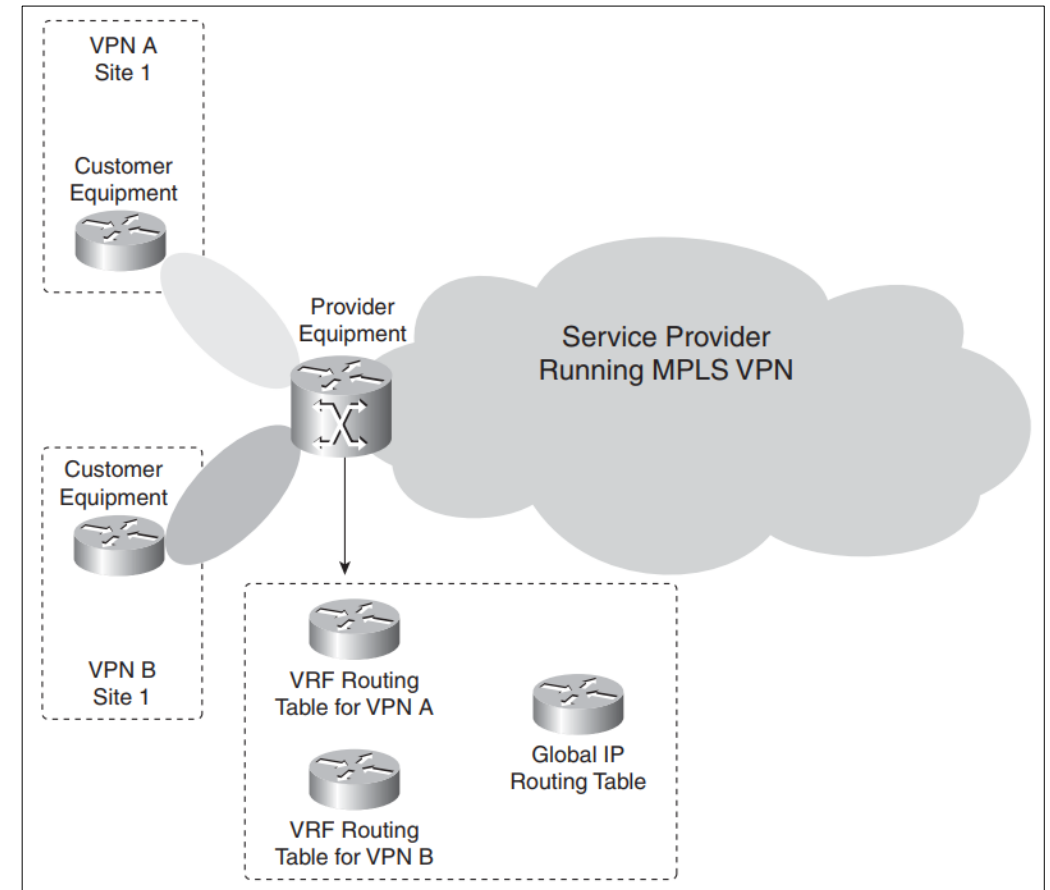 VPN A
Site 1
Customer
Equipment
Provider
Equipment
Service Provider
Running MPLS VPN
Customer
Equipment
VPN B
Site 1
VRF Routing
Table for VPN A
Global IP
Routing Table
VRF Routing
Table for VPN B